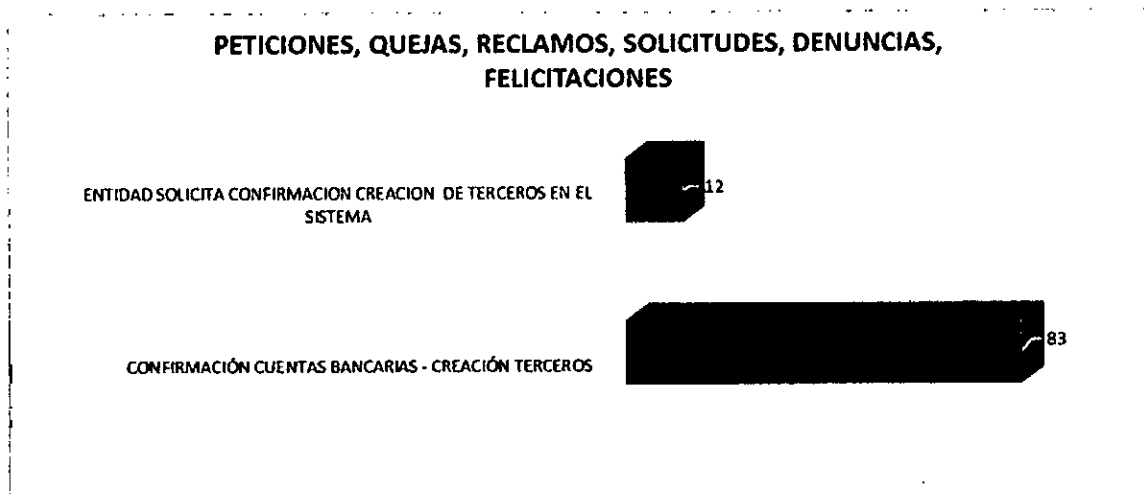 PETICIONES, QUEJAS, RECLAMOS, SOLICITUDES, DENUNCIAS,
FELICITACIONES
ENTIDAD SOLICITA CONFIRMACION CREACION DE TERCEROS EN EL
SISTEMA
12
CONFIRMACIÓN CUENTAS BANCARIAS - CREACIÓN TERCEROS
83